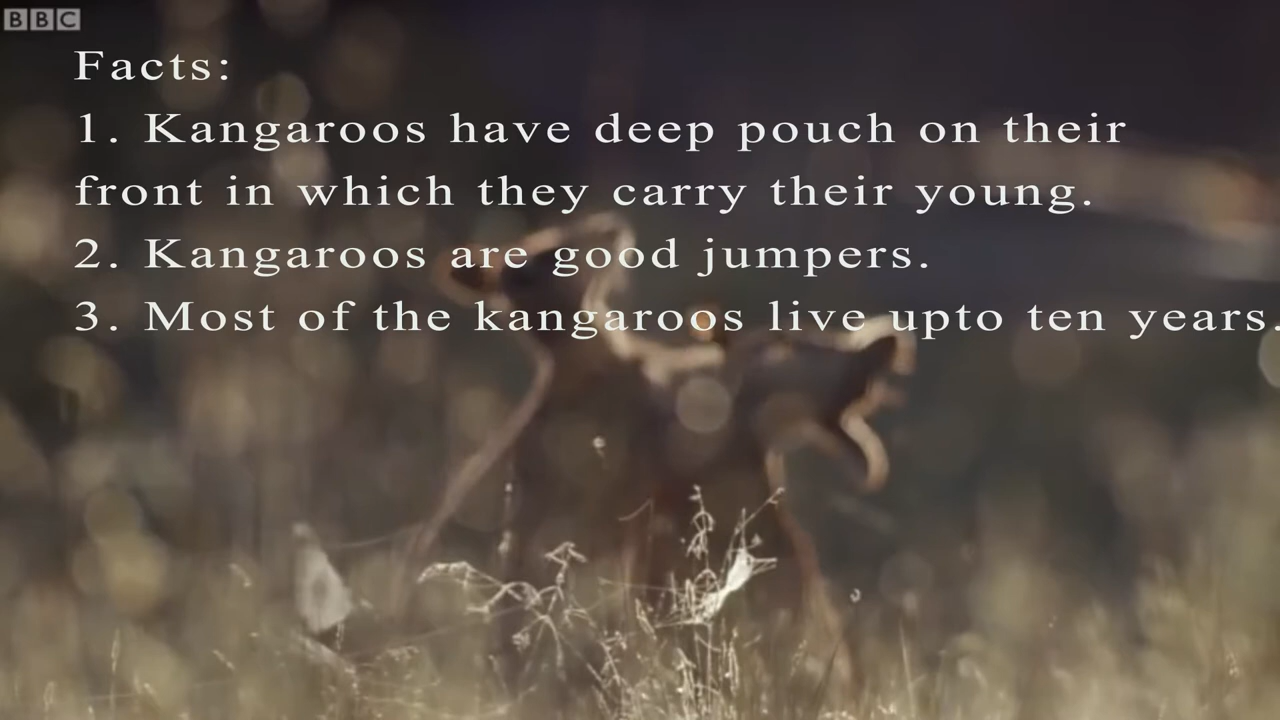 BBC
Facts:
1. Kangaroos have deep pouch on their
front in which they carry their young.
2. Kangaroos are good jumpers.
3. Most of the kangaroos live upto ten years.